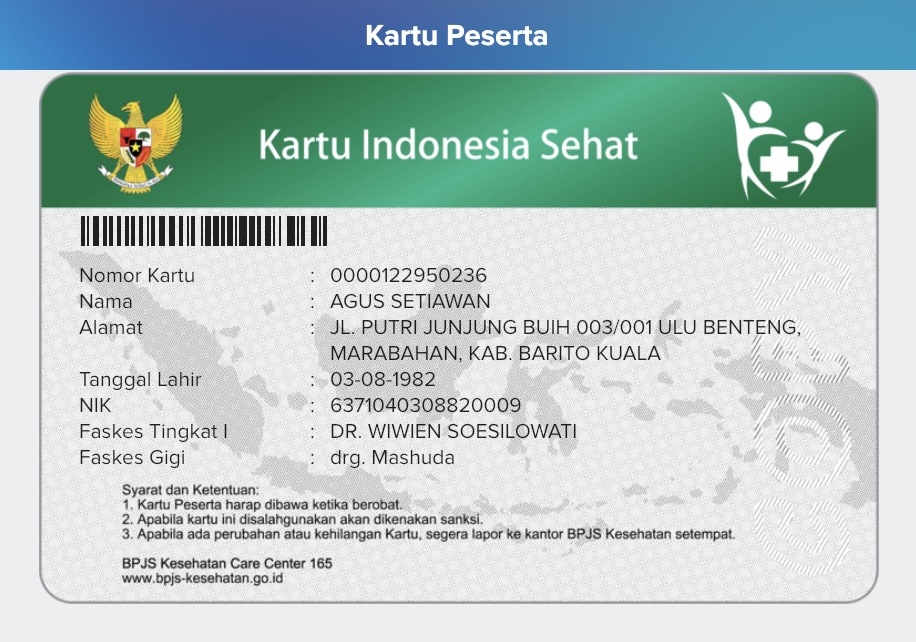 Kartu Peserta
Kartu Indonesia Sehat
Nomor Kartu : 0000122950236
Nama : AGUS SETIAWAN
Alamat : JL. PUTRI JUNJUNG BUIH 003/001 ULU BENTENG,
MARABAHAN, KAB. BARITO KUALA
Tanggal Lahir : 03-08-1982
NIK : 6371040308820009
Faskes Tingkat I : DR. WIWIEN SOESILOWATI
Faskes Gigi : drg. Mashuda
Syarat dan Ketentuan:
1. Kartu Peserta harap dibawa ketika berobat.
2. Apabila kartu ini disalahgunakan akan dikenakan sanksi.
3. Apabila ada perubahan atau kehilangan Kartu, segera lapor ke kantor BPJS Kesehatan setempat.
BPJS Kesehatan Care Center 165
www.bpjs-kesehatan.go.id